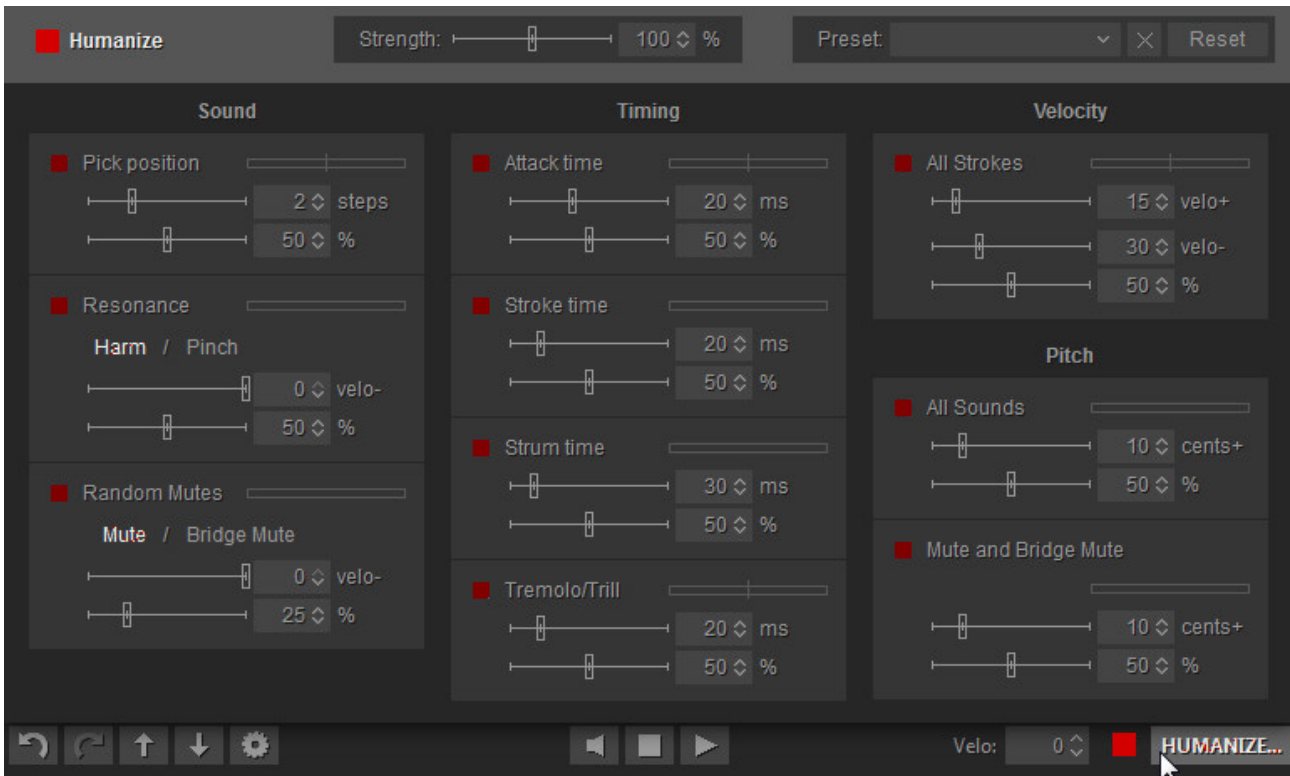 Humanize
Strength: 100 %
Preset: Reset
Sound
Pick position
2 steps
50 %
Resonance
Harm / Pinch
0 velo-
50 %
Random Mutes
Mute / Bridge Mute
0 velo-
25 %
Timing
Attack time
20 ms
50 %
Stroke time
20 ms
50 %
Strum time
30 ms
50 %
Tremolo/Trill
20 ms
50 %
Velocity
All Strokes
15 velo+
30 velo-
50 %
Pitch
All Sounds
10 cents+
50 %
Mute and Bridge Mute
10 cents+
50 %
Velo: 0 HUMANIZE...